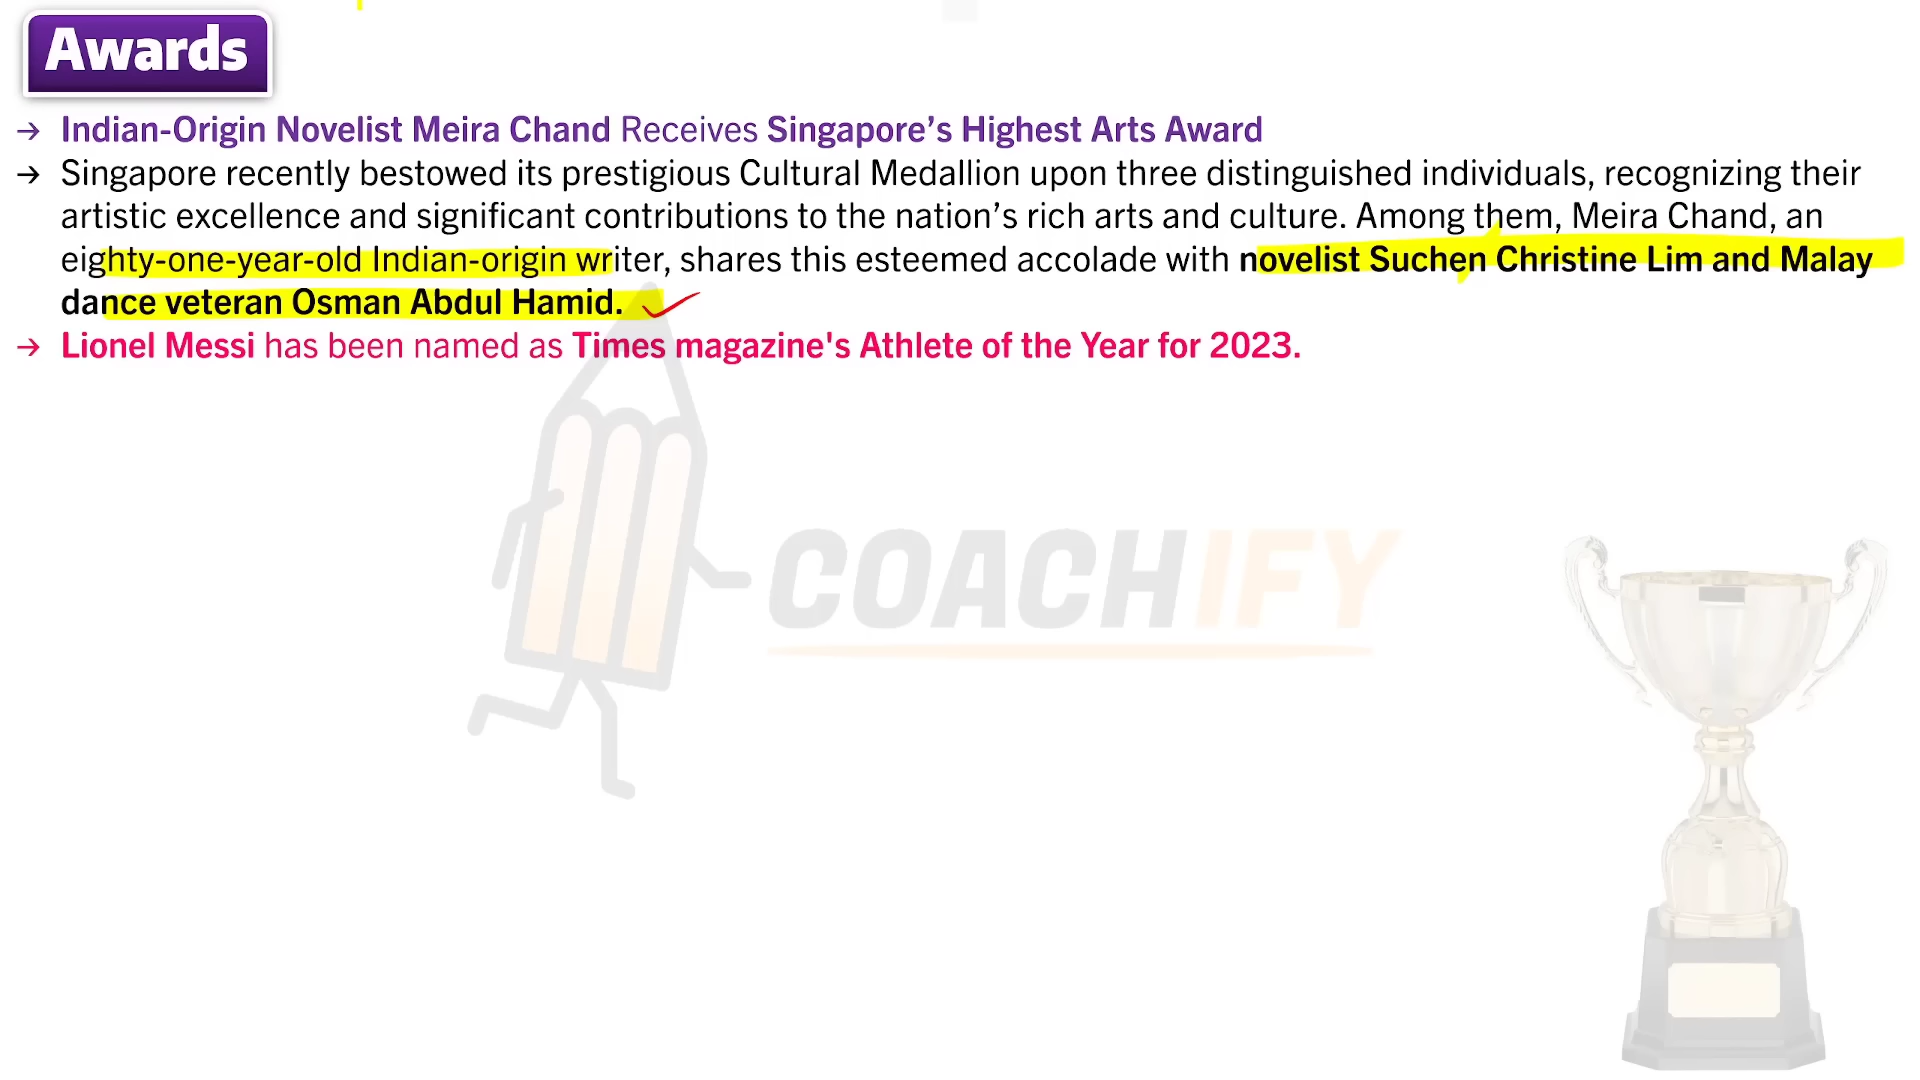 Awards
→ Indian-Origin Novelist Meira Chand Receives Singapore’s Highest Arts Award
→ Singapore recently bestowed its prestigious Cultural Medallion upon three distinguished individuals, recognizing their
artistic excellence and significant contributions to the nation’s rich arts and culture. Among them, Meira Chand, an
eighty-one-year-old Indian-origin writer, shares this esteemed accolade with novelist Suchen Christine Lim and Malay
dance veteran Osman Abdul Hamid.
→ Lionel Messi has been named as Times magazine's Athlete of the Year for 2023.
COACHIFY